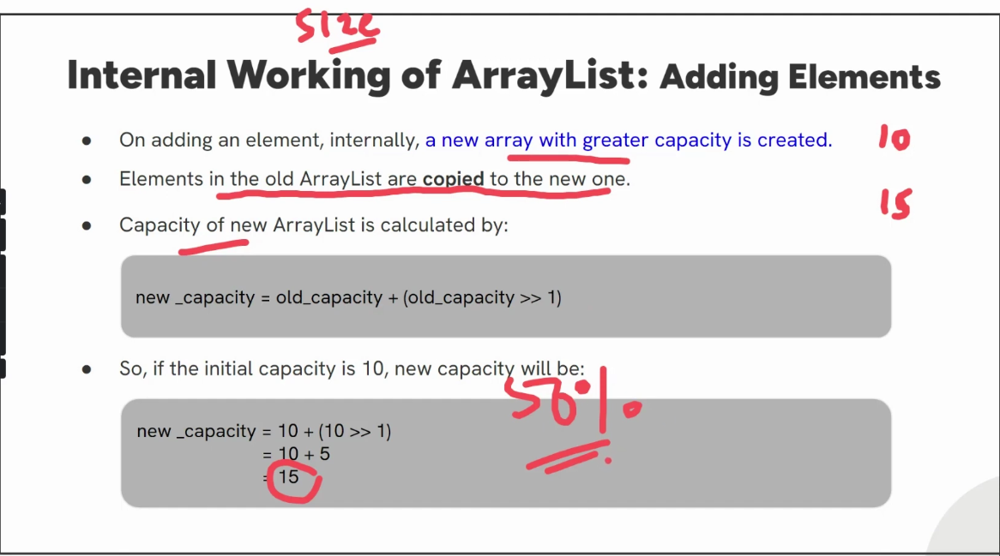 size
Internal Working of ArrayList: Adding Elements
● On adding an element, internally, a new array with greater capacity is created.
10
● Elements in the old ArrayList are copied to the new one.
15
● Capacity of new ArrayList is calculated by:
new _capacity = old_capacity + (old_capacity >> 1)
● So, if the initial capacity is 10, new capacity will be:
50%
new _capacity = 10 + (10 >> 1)
= 10 + 5
= 15